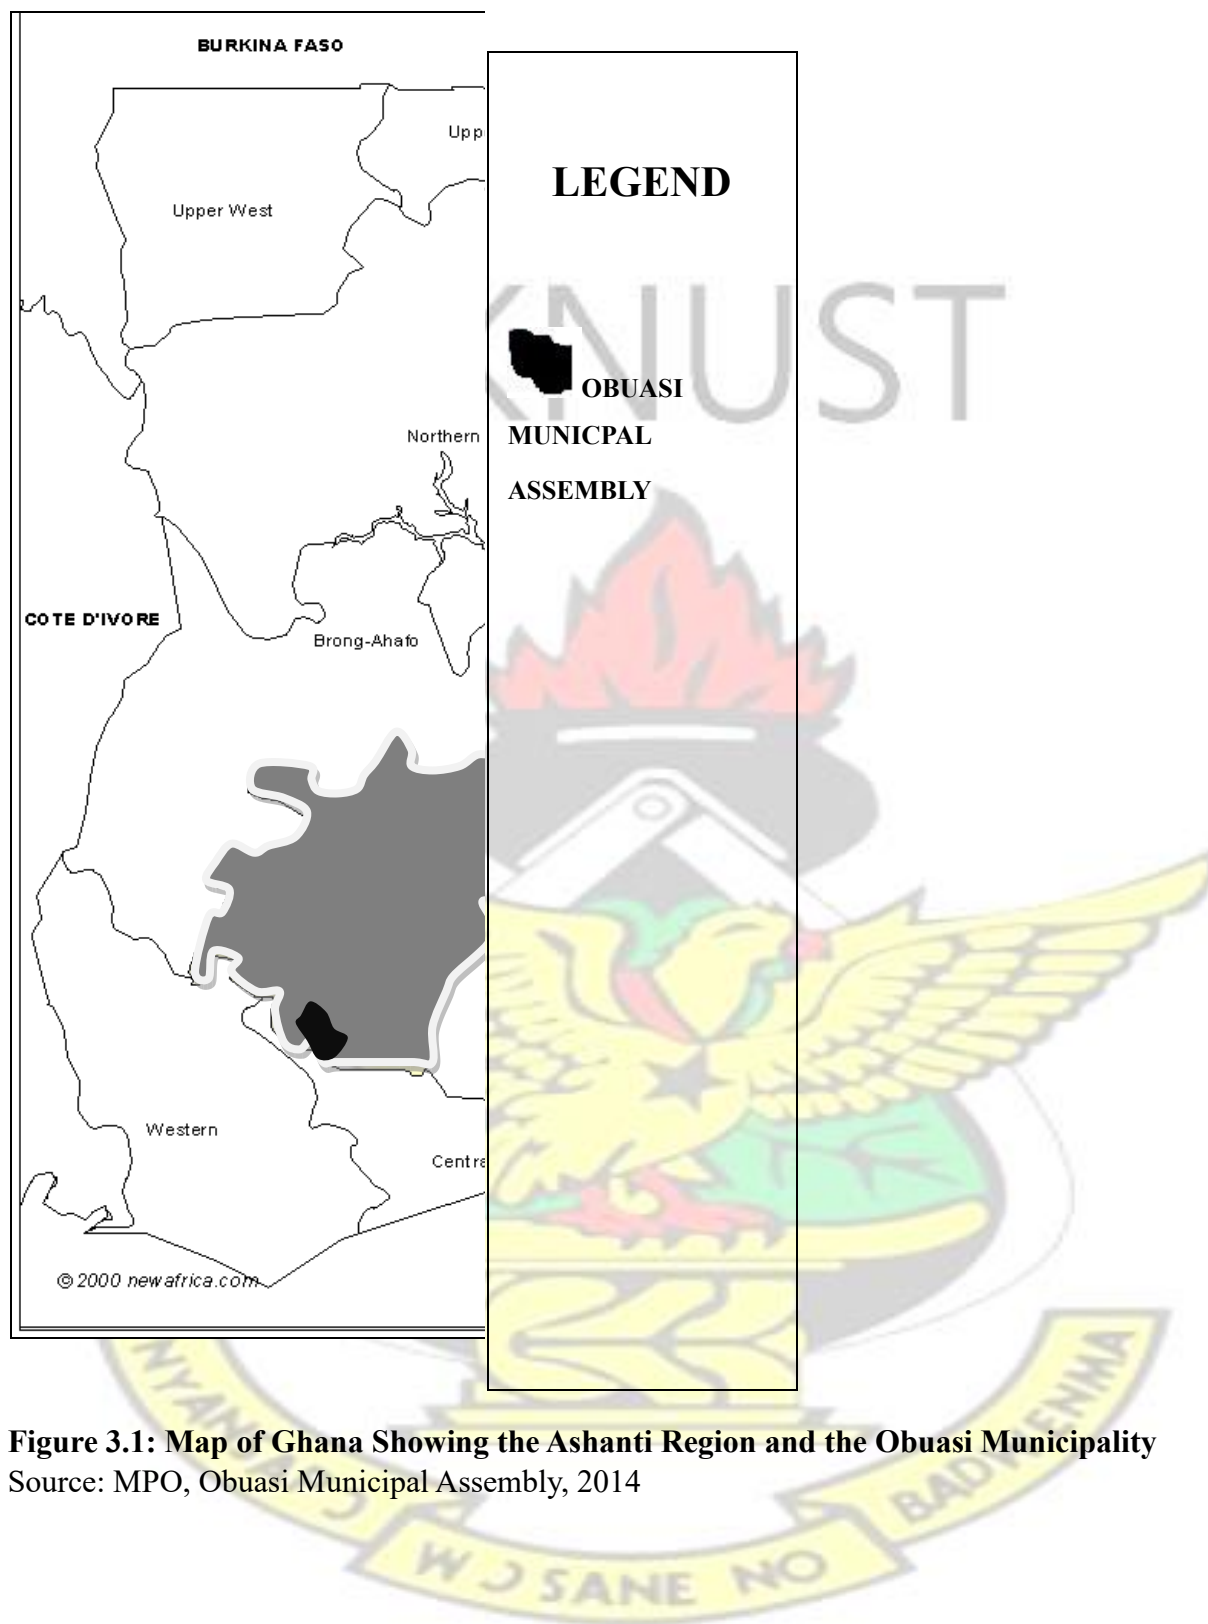 BURKINA FASO
Upp
Upper West
Northern
COTE D'IVORE
Brong-Ahafo
Western
Centra
© 2000 newafrica.com
LEGEND
OBUASI
MUNICPAL
ASSEMBLY
KNUST
NYANSAPƆ
WƆSANE NO
BADWENMA
Figure 3.1: Map of Ghana Showing the Ashanti Region and the Obuasi Municipality
Source: MPO, Obuasi Municipal Assembly, 2014